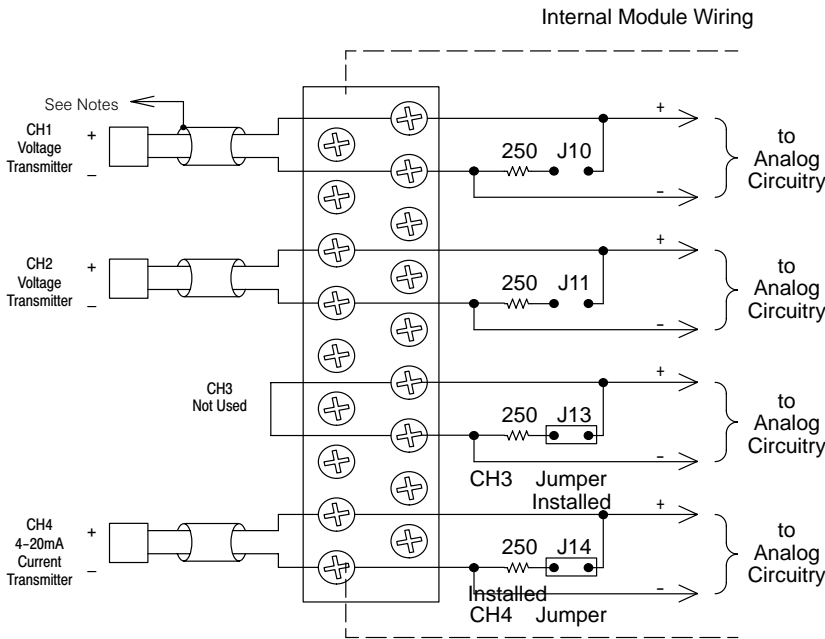 Internal Module Wiring
See Notes
CH1
Voltage
Transmitter
+
–
250 J10
+
-
to
Analog
Circuitry
CH2
Voltage
Transmitter
+
–
250 J11
+
-
to
Analog
Circuitry
CH3
Not Used
250 J13
+
-
CH3 Jumper
Installed
to
Analog
Circuitry
CH4
4-20mA
Current
Transmitter
+
–
250 J14
+
-
Installed
CH4 Jumper
to
Analog
Circuitry